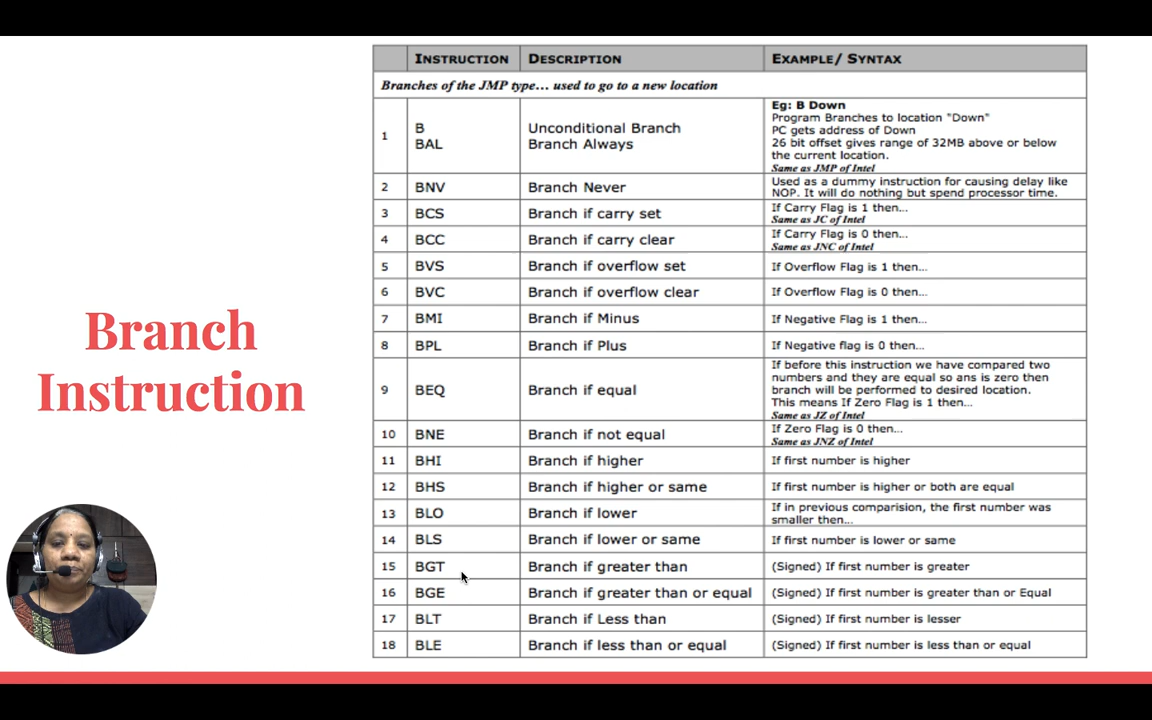 Branch
Instruction
INSTRUCTION DESCRIPTION EXAMPLE/ SYNTAX
Branches of the JMP type... used to go to a new location
1 B Unconditional Branch Eg: B Down
BAL Branch Always Program Branches to location "Down"
PC gets address of Down
26 bit offset gives range of 32MB above or below
the current location.
Same as JMP of Intel
2 BNV Branch Never Used as a dummy instruction for causing delay like
NOP. It will do nothing but spend processor time.
3 BCS Branch if carry set If Carry Flag is 1 then...
Same as JC of Intel
4 BCC Branch if carry clear If Carry Flag is 0 then...
Same as JNC of Intel
5 BVS Branch if overflow set If Overflow Flag is 1 then...
6 BVC Branch if overflow clear If Overflow Flag is 0 then...
7 BMI Branch if Minus If Negative Flag is 1 then...
8 BPL Branch if Plus If Negative flag is 0 then...
9 BEQ Branch if equal If before this instruction we have compared two
numbers and they are equal so ans is zero then
branch will be performed to desired location.
This means If Zero Flag is 1 then...
Same as JZ of Intel
10 BNE Branch if not equal If Zero Flag is 0 then...
Same as JNZ of Intel
11 BHI Branch if higher If first number is higher
12 BHS Branch if higher or same If first number is higher or both are equal
13 BLO Branch if lower If in previous comparision, the first number was
smaller then...
14 BLS Branch if lower or same If first number is lower or same
15 BGT Branch if greater than (Signed) If first number is greater
16 BGE Branch if greater than or equal (Signed) If first number is greater than or Equal
17 BLT Branch if Less than (Signed) If first number is lesser
18 BLE Branch if less than or equal (Signed) If first number is less than or equal